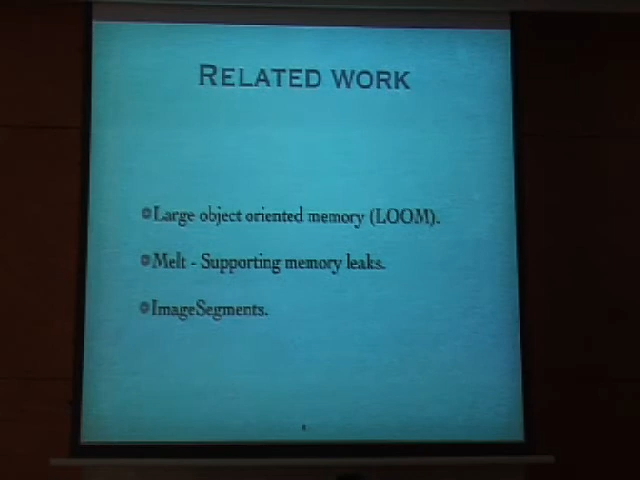 RELATED WORK
Large object oriented memory (LOOM).
Melt - Supporting memory leaks.
ImageSegments.